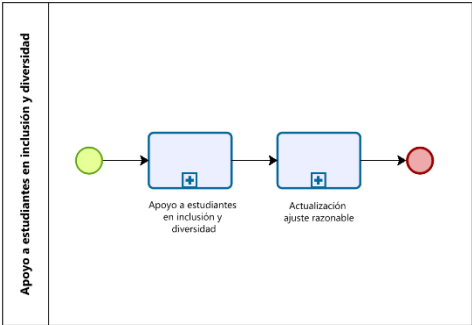 Apoyo a estudiantes en inclusión y diversidad
Apoyo a estudiantes
en inclusión y
diversidad
Actualización
ajuste razonable